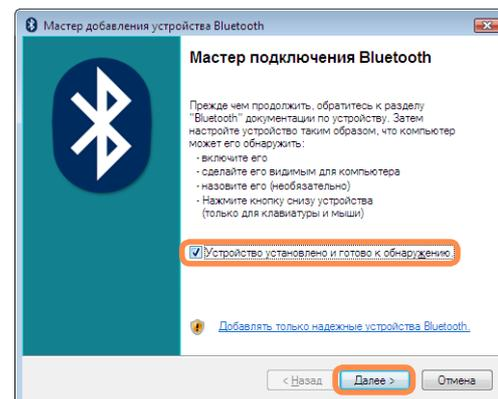 Мастер добавления устройства Bluetooth
Мастер подключения Bluetooth
Прежде чем продолжить, обратитесь к разделу
"Bluetooth" документации по устройству. Затем
настройте устройство таким образом, что компьютер
может его обнаружить:
- включите его
- сделайте его видимым для компьютера
- назовите его (необязательно)
- Нажмите кнопку снизу устройства
(только для клавиатуры и мыши)
Устройство установлено и готово к обнаружению.
Добавлять только надежные устройства Bluetooth.
< Назад
Далее >
Отмена